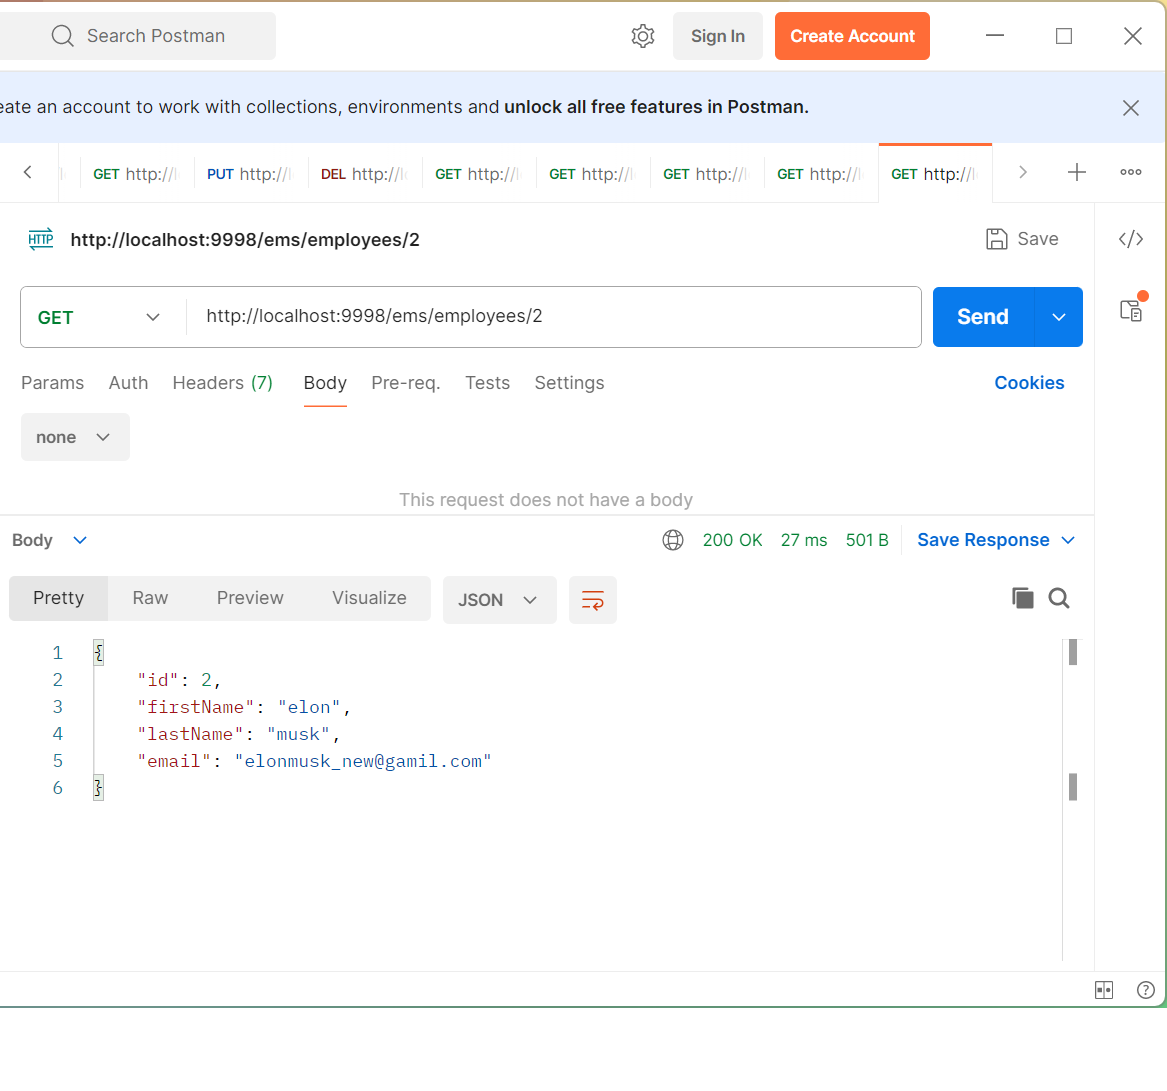 Search Postman Sign In Create Account
eate an account to work with collections, environments and unlock all free features in Postman.
GET http://l PUT http://l DEL http://l GET http://l GET http://l GET http://l GET http://l GET http://l
HTTP http://localhost:9998/ems/employees/2 Save </>
GET http://localhost:9998/ems/employees/2 Send
Params Auth Headers (7) Body Pre-req. Tests Settings Cookies
none
This request does not have a body
Body 200 OK 27 ms 501 B Save Response
Pretty Raw Preview Visualize JSON
1 {
2 "id": 2,
3 "firstName": "elon",
4 "lastName": "musk",
5 "email": "elonmusk_new@gamil.com"
6 }